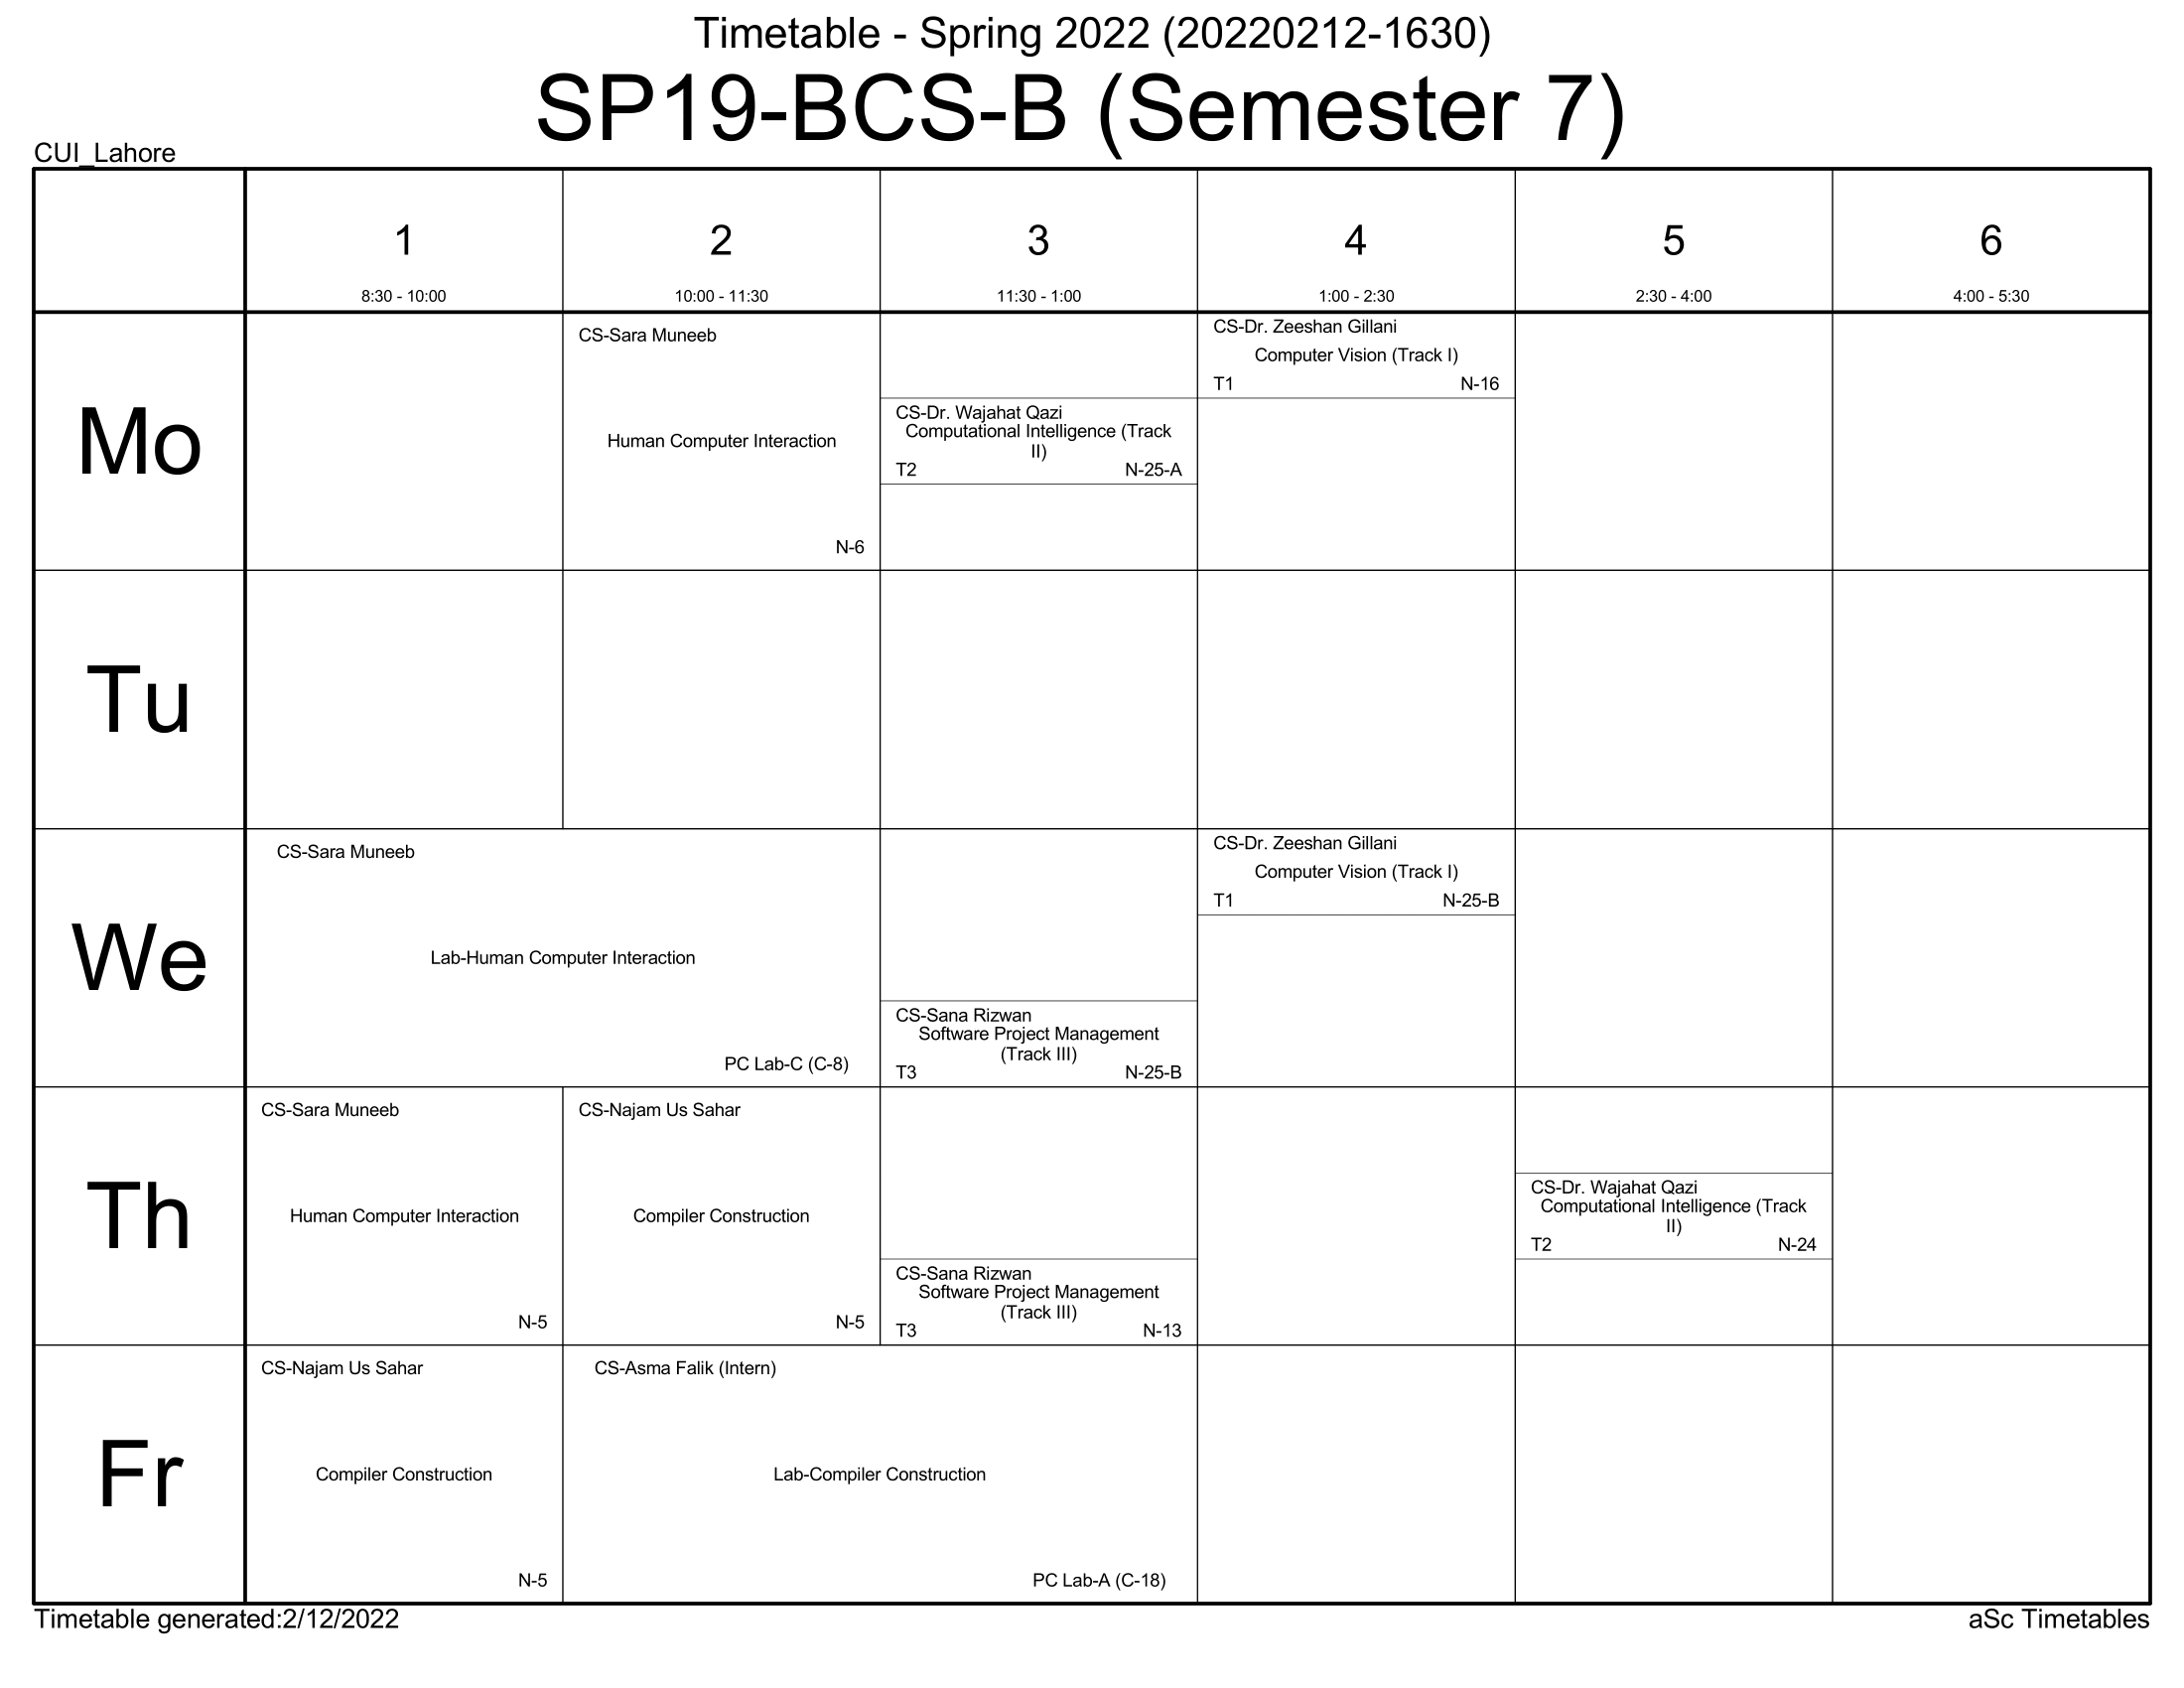 Timetable - Spring 2022 (20220212-1630)
SP19-BCS-B (Semester 7)
CUI_Lahore
1
2
3
4
5
6
8:30 - 10:00
10:00 - 11:30
11:30 - 1:00
1:00 - 2:30
2:30 - 4:00
4:00 - 5:30
Mo
CS-Sara Muneeb
Human Computer Interaction
N-6
CS-Dr. Wajahat Qazi
Computational Intelligence (Track
II)
T2 N-25-A
CS-Dr. Zeeshan Gillani
Computer Vision (Track I)
T1 N-16
Tu
We
CS-Sara Muneeb
Lab-Human Computer Interaction
PC Lab-C (C-8)
CS-Sana Rizwan
Software Project Management
(Track III)
T3 N-25-B
CS-Dr. Zeeshan Gillani
Computer Vision (Track I)
T1 N-25-B
Th
CS-Sara Muneeb
Human Computer Interaction
N-5
CS-Najam Us Sahar
Compiler Construction
N-5
CS-Sana Rizwan
Software Project Management
(Track III)
T3 N-13
CS-Dr. Wajahat Qazi
Computational Intelligence (Track
II)
T2 N-24
Fr
CS-Najam Us Sahar
Compiler Construction
N-5
CS-Asma Falik (Intern)
Lab-Compiler Construction
PC Lab-A (C-18)
Timetable generated:2/12/2022
aSc Timetables